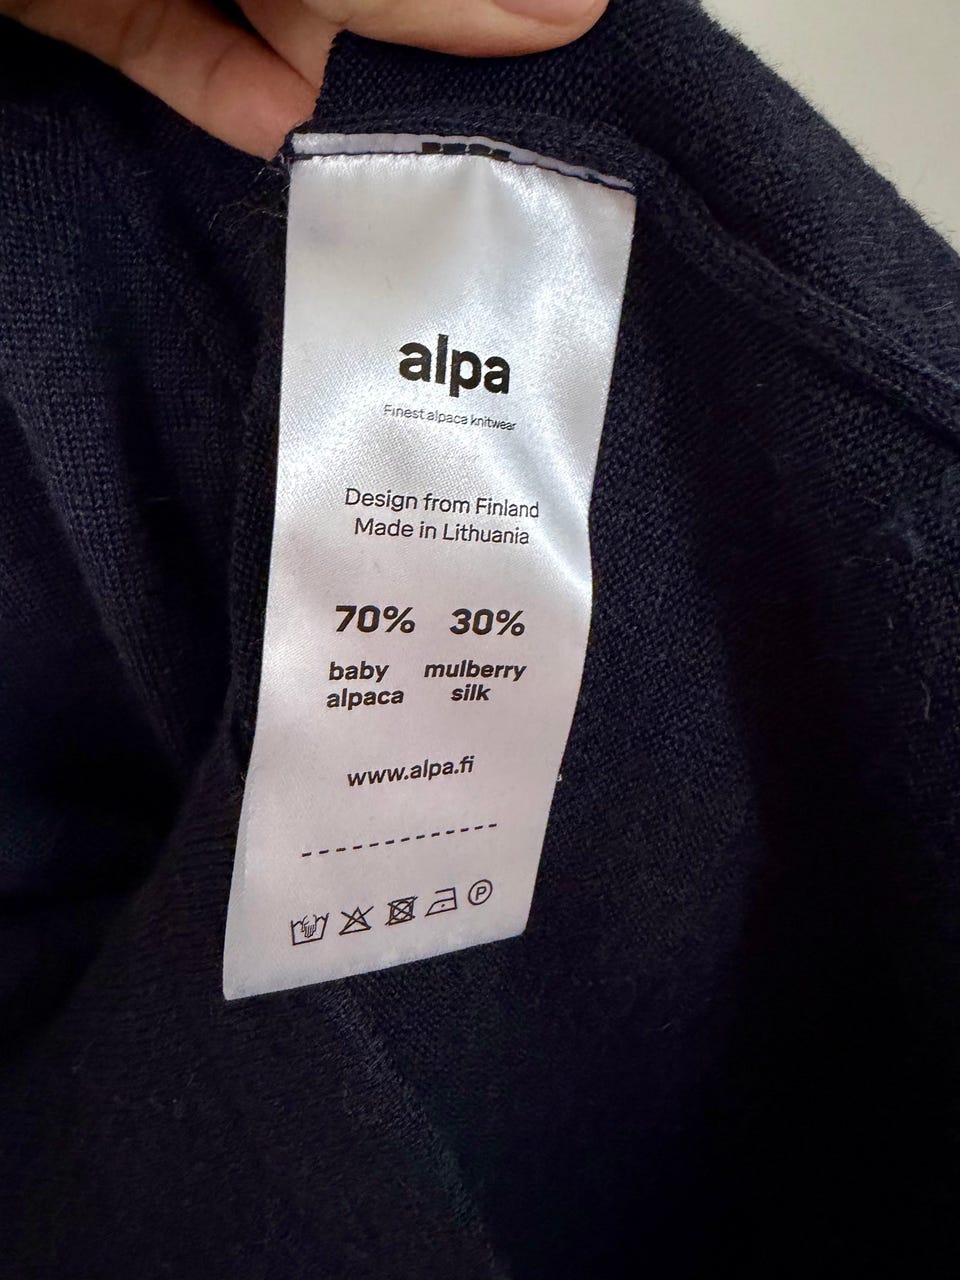 alpa
Finest alpaca knitwear
Design from Finland
Made in Lithuania
70% 30%
baby alpaca
mulberry silk
www.alpa.fi
P